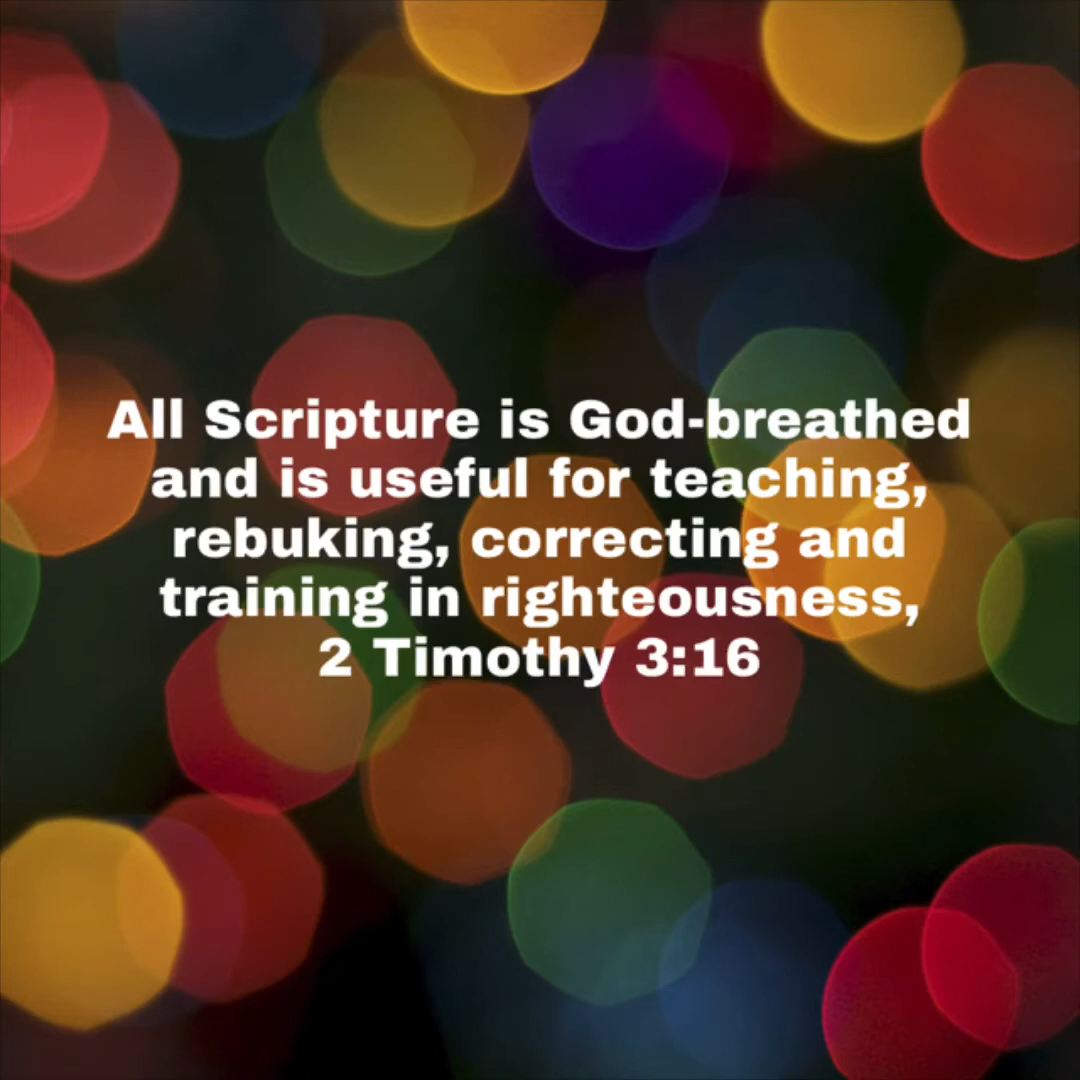 All Scripture is God-breathed
and is useful for teaching,
rebuking, correcting and
training in righteousness,
2 Timothy 3:16